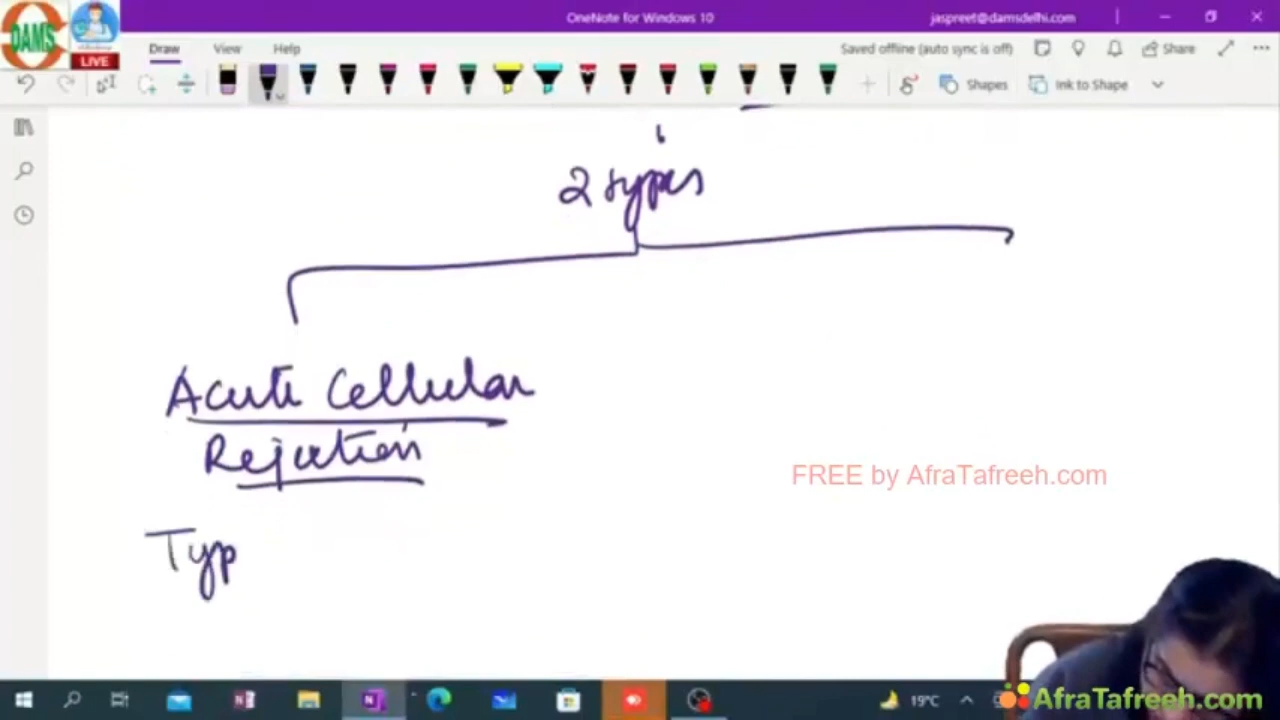 DAMS
LIVE
OneNote for Windows 10
jaspreet@damsdelhi.com
Draw
View
Help
Saved offline (auto sync is off)
Share
Shapes
Ink to Shape
2 types
Acute Cellular
Rejection
Typ
FREE by AfraTafreeh.com
19°C
AfraTafreeh.com